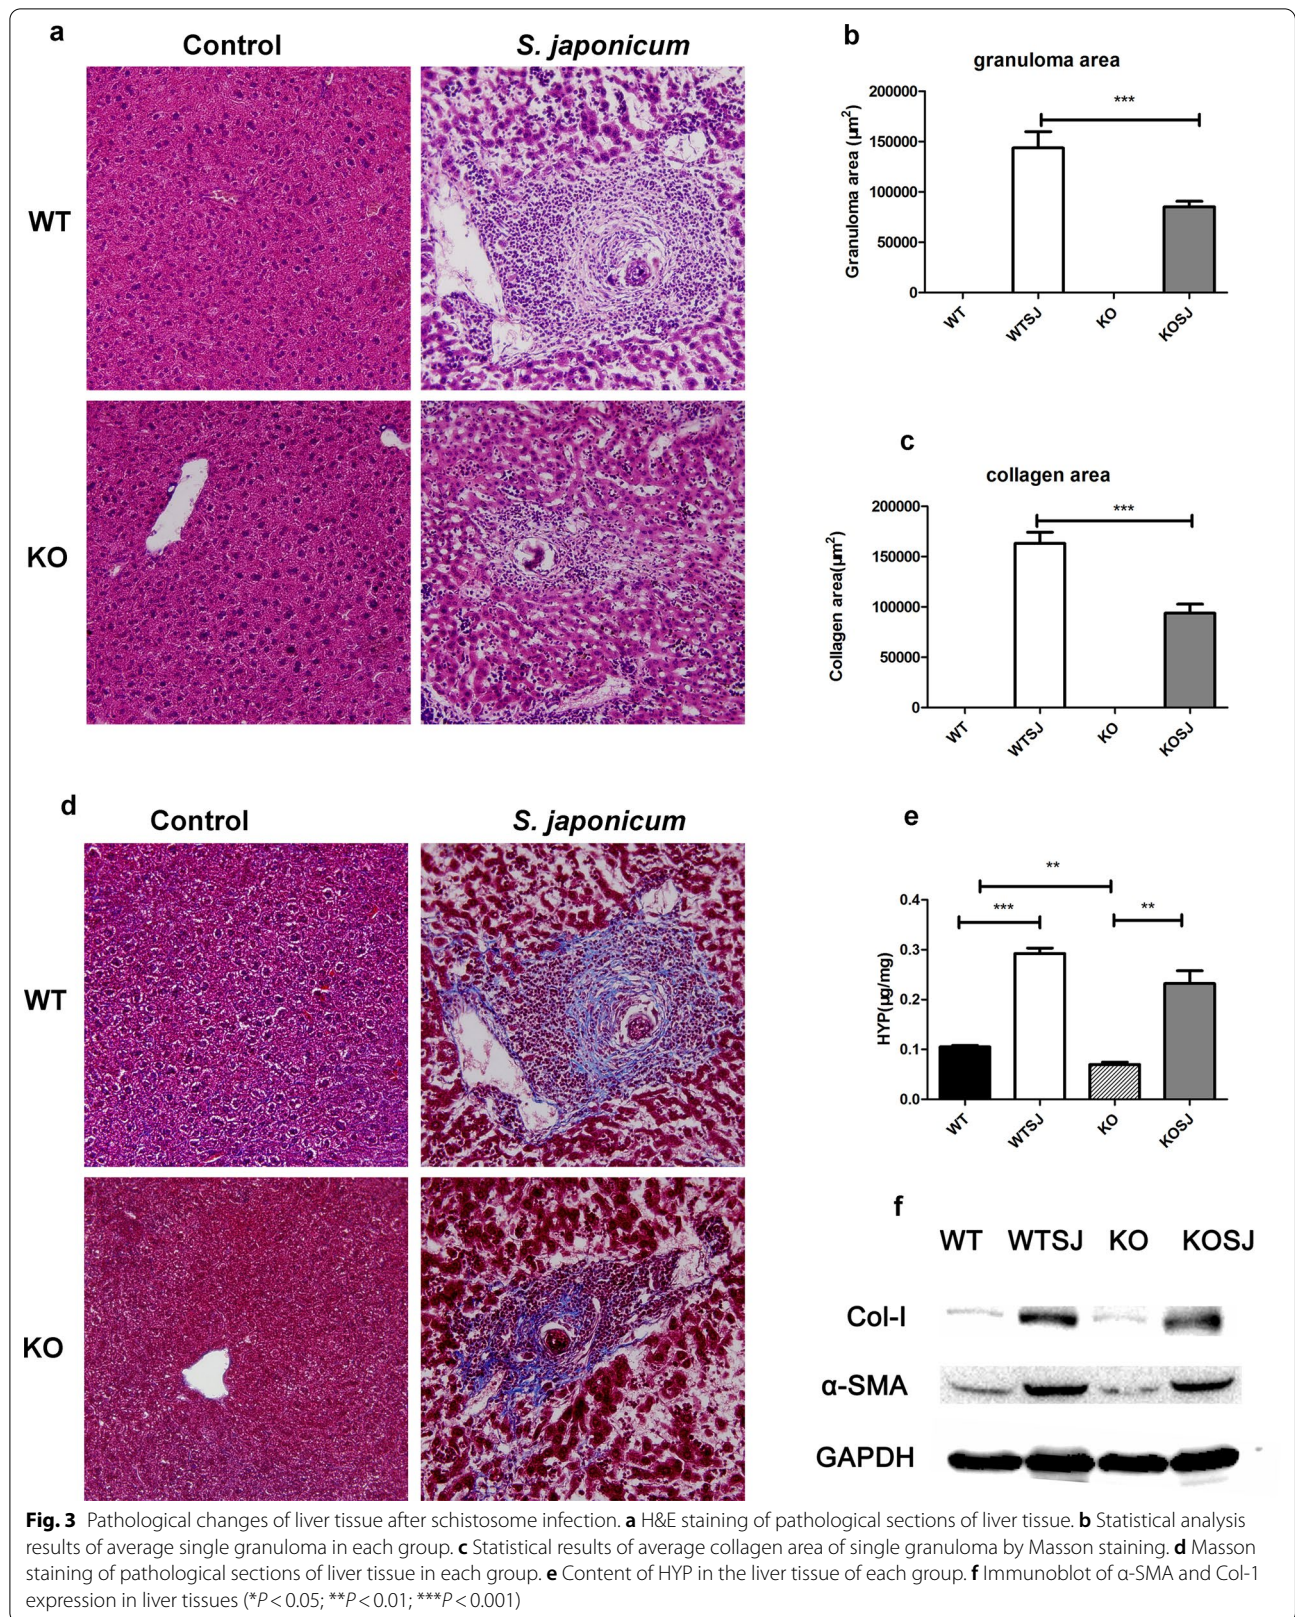 a
Control
S. japonicum
WT
KO
b
granuloma area
Granuloma area (μm²)
200000
150000
100000
50000
0
***
WT
WTSJ
KO
KOSJ
c
collagen area
Collagen area(μm²)
200000
150000
100000
50000
0
***
WT
WTSJ
KO
KOSJ
d
Control
S. japonicum
WT
KO
e
HYP(μg/mg)
0.4
0.3
0.2
0.1
0.0
**
***
**
WT
WTSJ
KO
KOSJ
f
WT WTSJ KO KOSJ
Col-I
α-SMA
GAPDH
Fig. 3 Pathological changes of liver tissue after schistosome infection. a H&E staining of pathological sections of liver tissue. b Statistical analysis
results of average single granuloma in each group. c Statistical results of average collagen area of single granuloma by Masson staining. d Masson
staining of pathological sections of liver tissue in each group. e Content of HYP in the liver tissue of each group. f Immunoblot of α-SMA and Col-1
expression in liver tissues (*P < 0.05; **P < 0.01; ***P < 0.001)